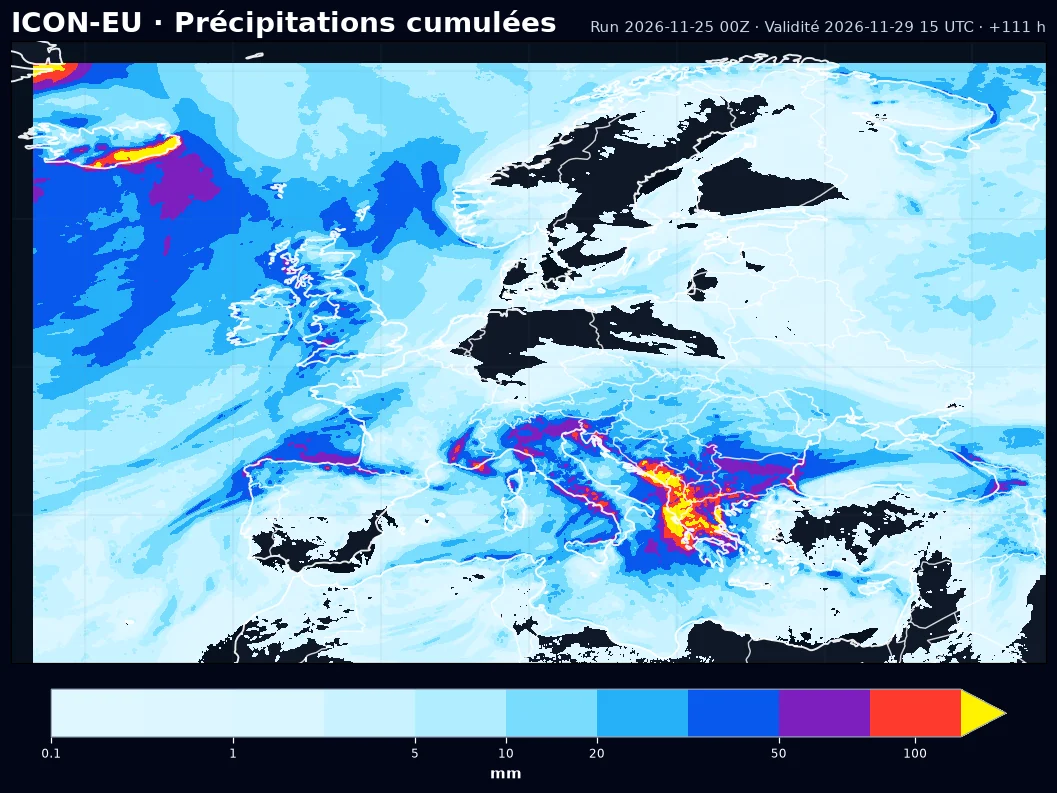 ICON-EU · Précipitations cumulées
Run 2026-11-25 00Z · Validité 2026-11-29 15 UTC · +111 h
0.1 1 5 10 20 50 100
mm